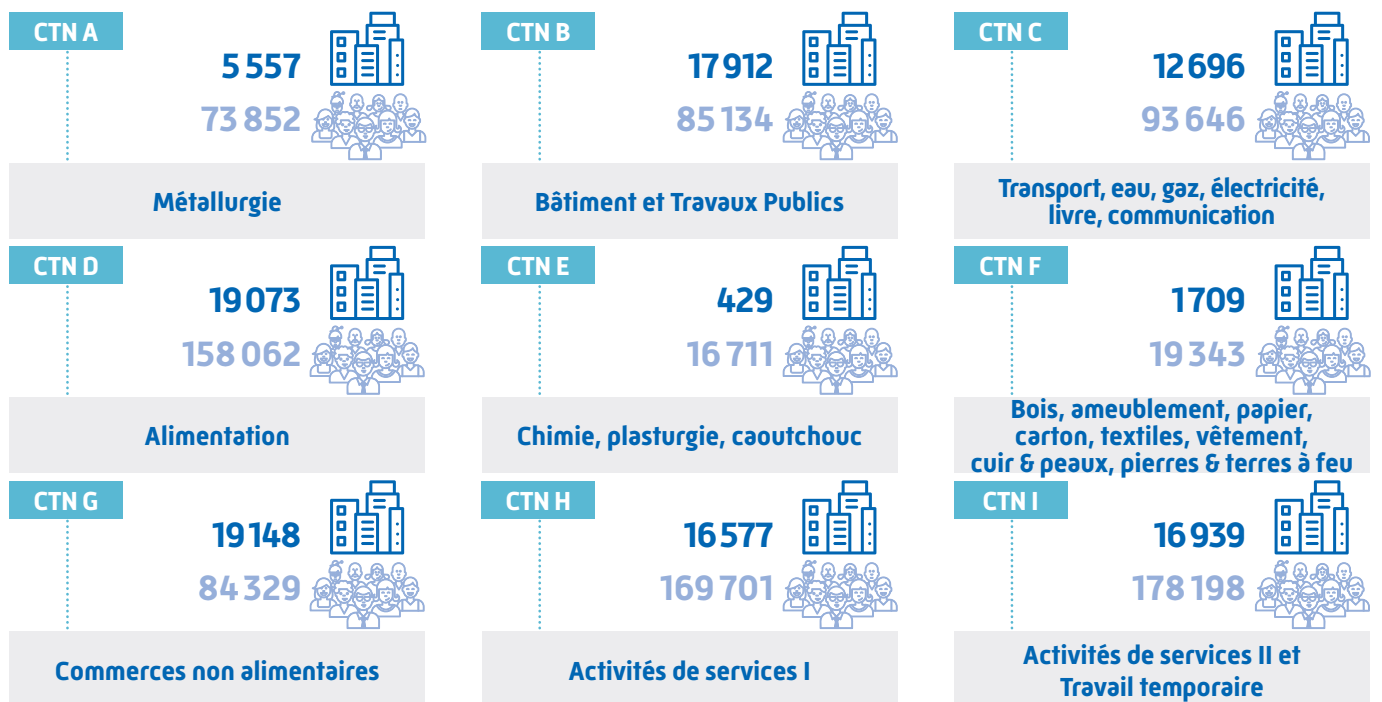 CTN A
5 557
73 852
Métallurgie
CTN B
17 912
85 134
Bâtiment et Travaux Publics
CTN C
12 696
93 646
Transport, eau, gaz, électricité,
livre, communication
CTN D
19 073
158 062
Alimentation
CTN E
429
16 711
Chimie, plasturgie, caoutchouc
CTN F
1 709
19 343
Bois, ameublement, papier,
carton, textiles, vêtement,
cuir & peaux, pierres & terres à feu
CTN G
19 148
84 329
Commerces non alimentaires
CTN H
16 577
169 701
Activités de services I
CTN I
16 939
178 198
Activités de services II et
Travail temporaire